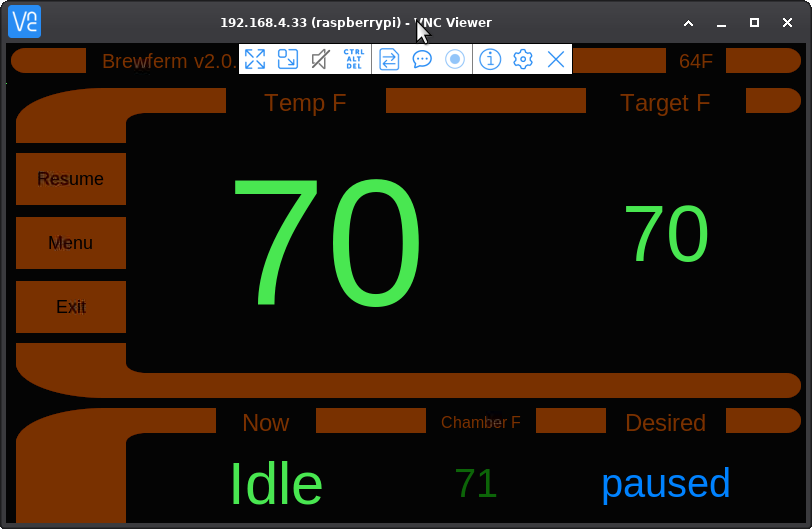 192.168.4.33 (raspberrypi) - VNC Viewer
CTRL
ALT
DEL
Brewferm v2.0.
64F
Temp F
Target F
Resume
70
70
Menu
Exit
Now
Chamber F
Desired
Idle
71
paused